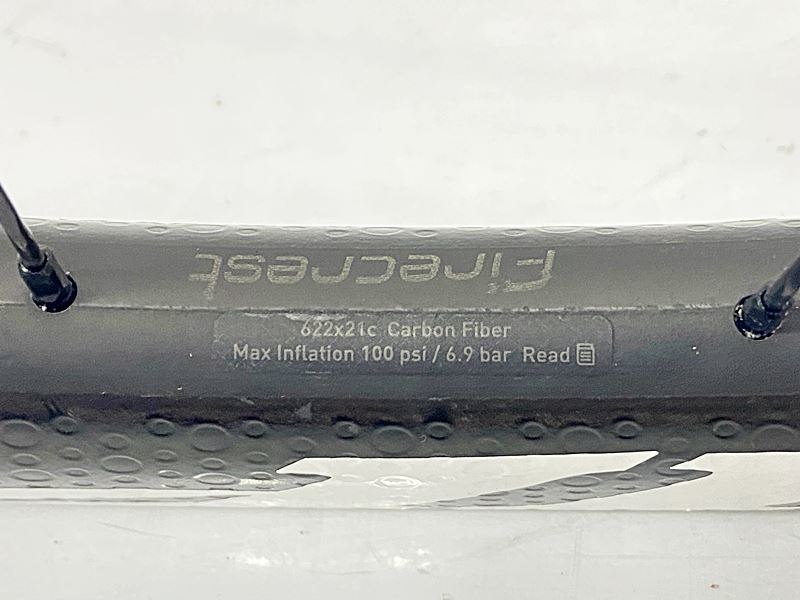 Firecrest
622x21c Carbon Fiber
Max Inflation 100 psi / 6.9 bar Read